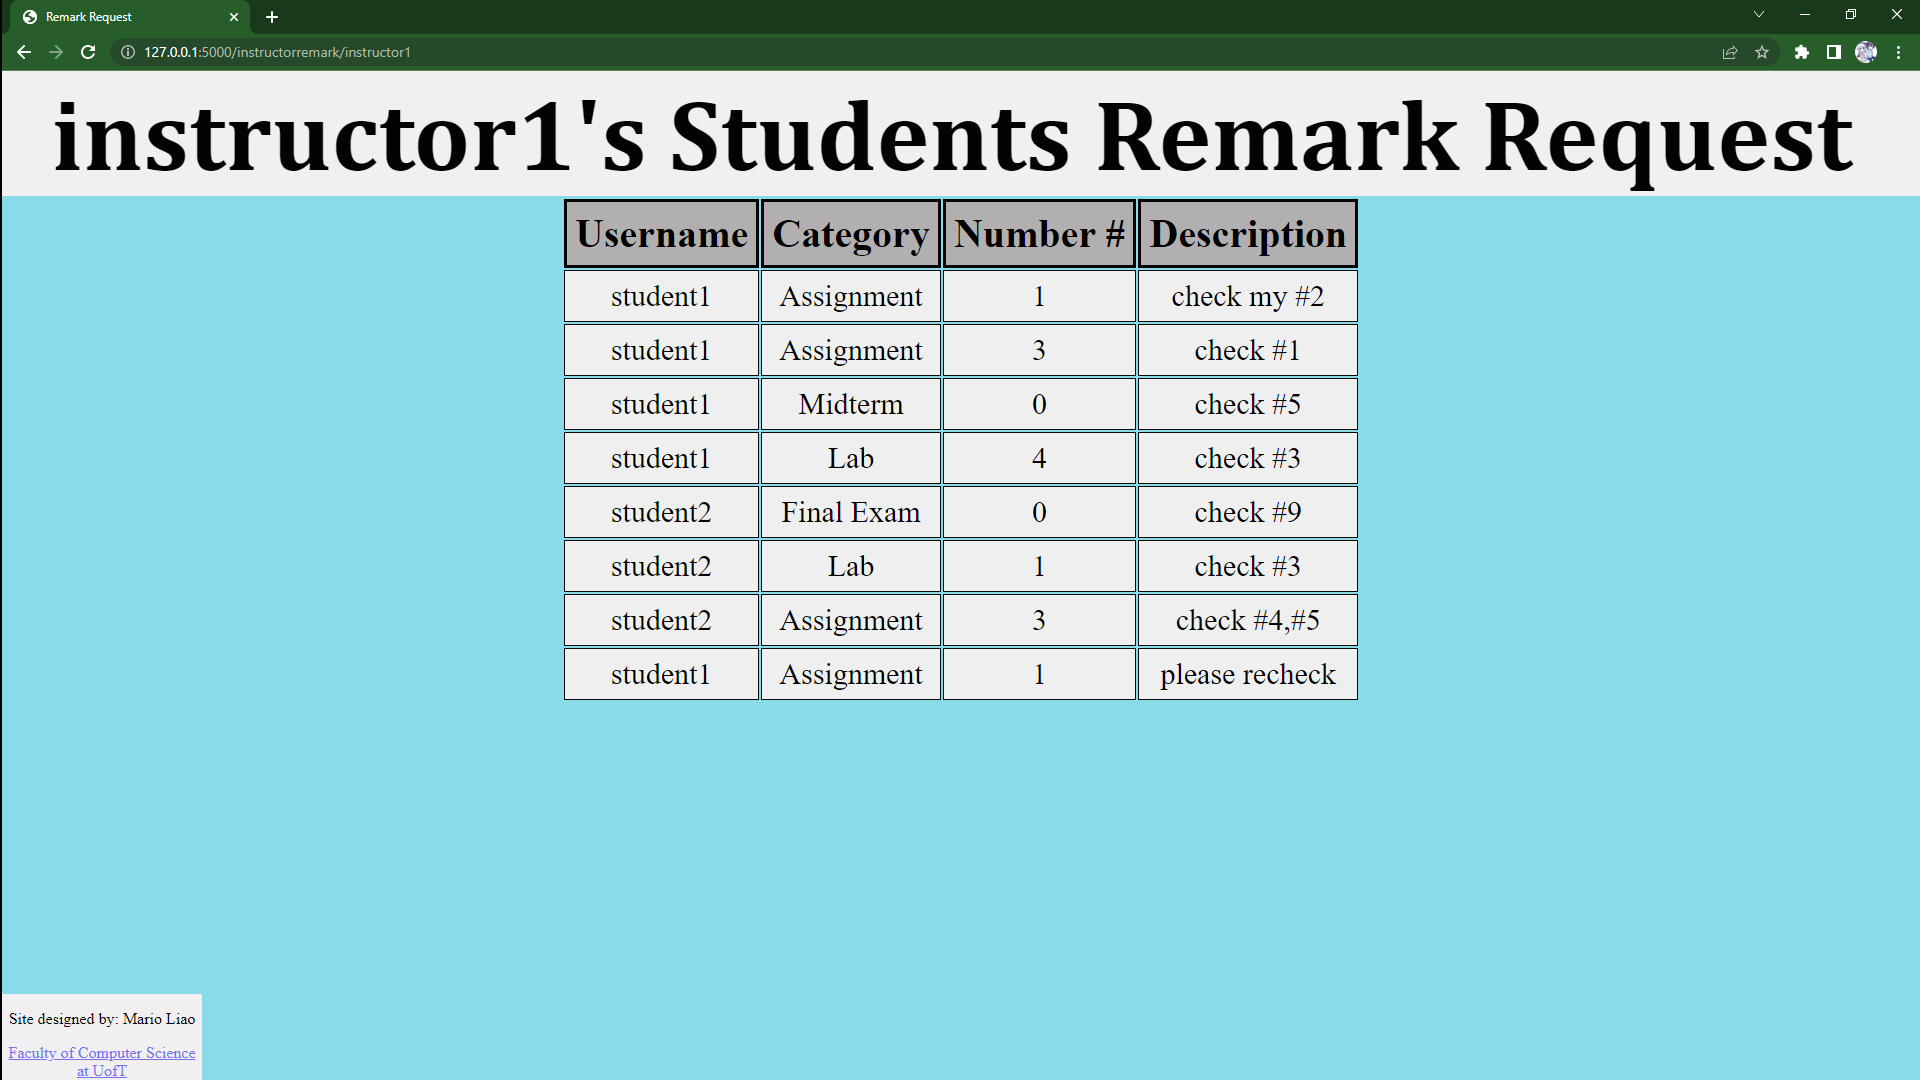 Remark Request
127.0.0.1:5000/instructorremark/instructor1
instructor1's Students Remark Request
Username Category Number # Description
student1 Assignment 1 check my #2
student1 Assignment 3 check #1
student1 Midterm 0 check #5
student1 Lab 4 check #3
student2 Final Exam 0 check #9
student2 Lab 1 check #3
student2 Assignment 3 check #4,#5
student1 Assignment 1 please recheck
Site designed by: Mario Liao
Faculty of Computer Science
at UofT